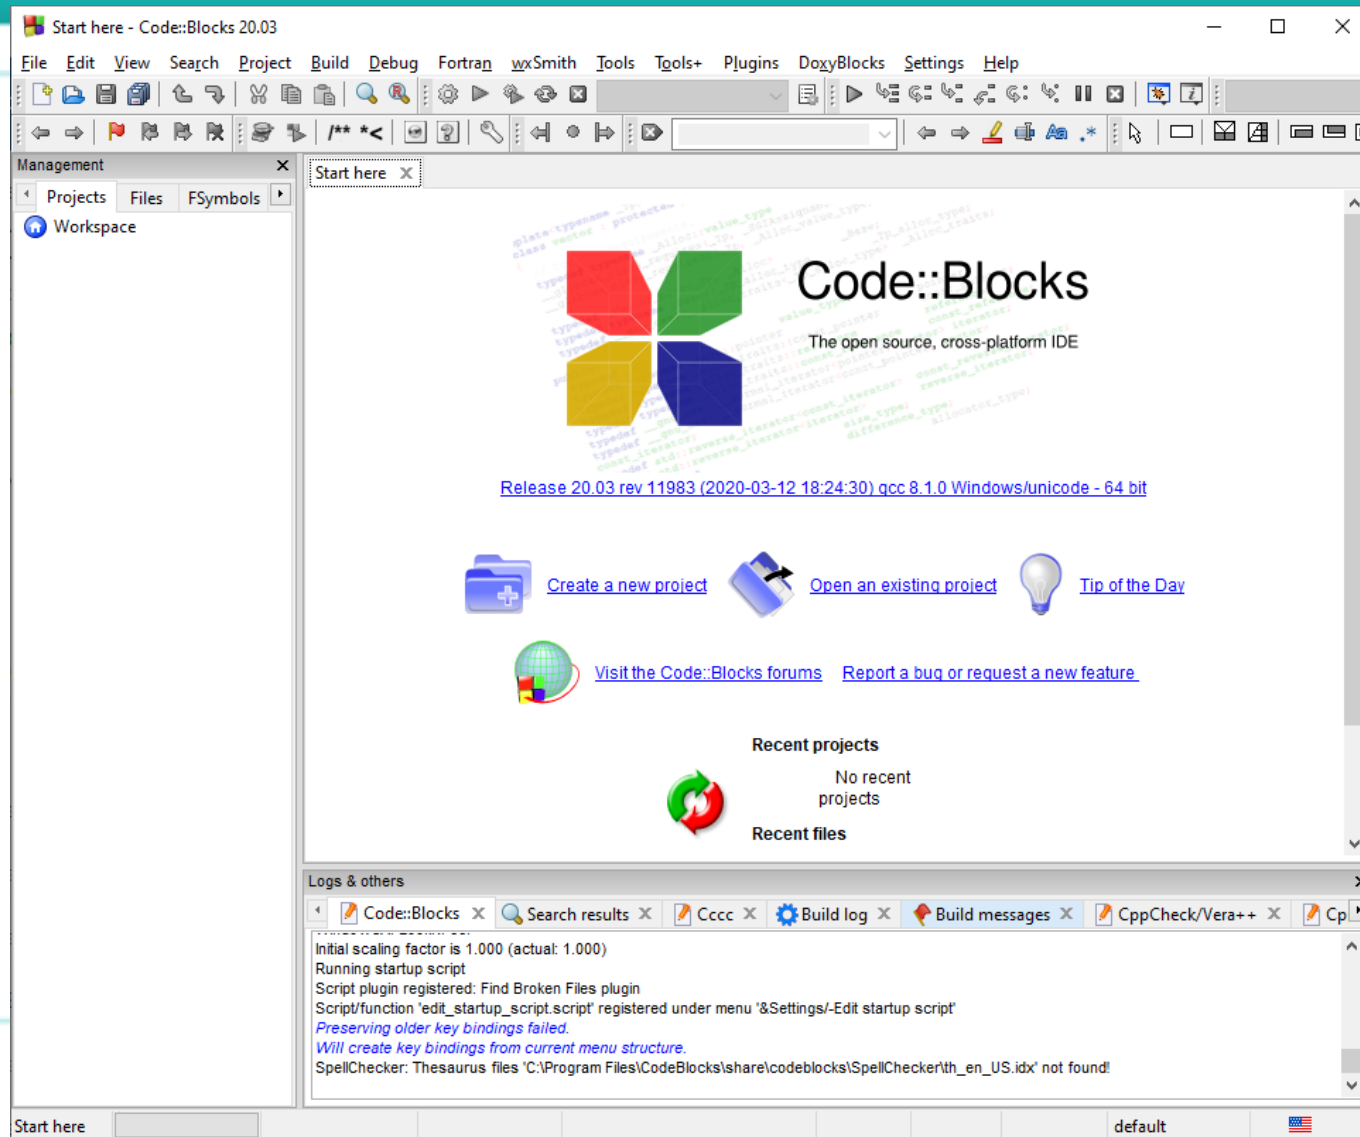 Start here - Code::Blocks 20.03
File Edit View Search Project Build Debug Fortran wxSmith Tools Tools+ Plugins DoxyBlocks Settings Help
/** *<
Aa .*
Management
Start here
Projects Files FSymbols
Workspace
Code::Blocks
The open source, cross-platform IDE
Release 20.03 rev 11983 (2020-03-12 18:24:30) gcc 8.1.0 Windows/unicode - 64 bit
Create a new project Open an existing project Tip of the Day
Visit the Code::Blocks forums Report a bug or request a new feature
Recent projects
No recent
projects
Recent files
Logs & others
Code::Blocks Search results Cccc Build log Build messages CppCheck/Vera++ Cp
Initial scaling factor is 1.000 (actual: 1.000)
Running startup script
Script plugin registered: Find Broken Files plugin
Script/function 'edit_startup_script.script' registered under menu '&Settings/-Edit startup script'
Preserving older key bindings failed.
Will create key bindings from current menu structure.
SpellChecker: Thesaurus files 'C:\Program Files\CodeBlocks\share\codeblocks\SpellChecker\th_en_US.idx' not found!
Start here default